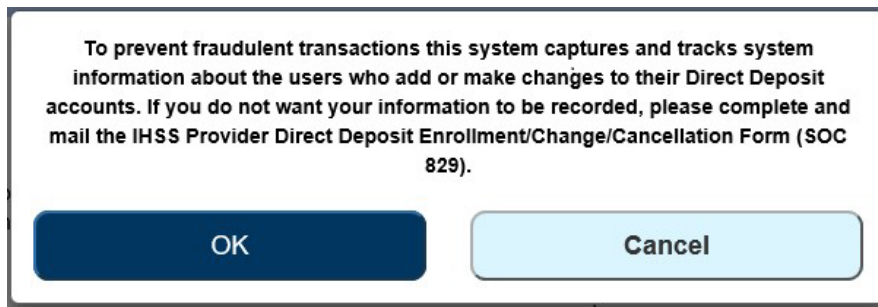 To prevent fraudulent transactions this system captures and tracks system
information about the users who add or make changes to their Direct Deposit
accounts. If you do not want your information to be recorded, please complete and
mail the IHSS Provider Direct Deposit Enrollment/Change/Cancellation Form (SOC
829).
OK
Cancel